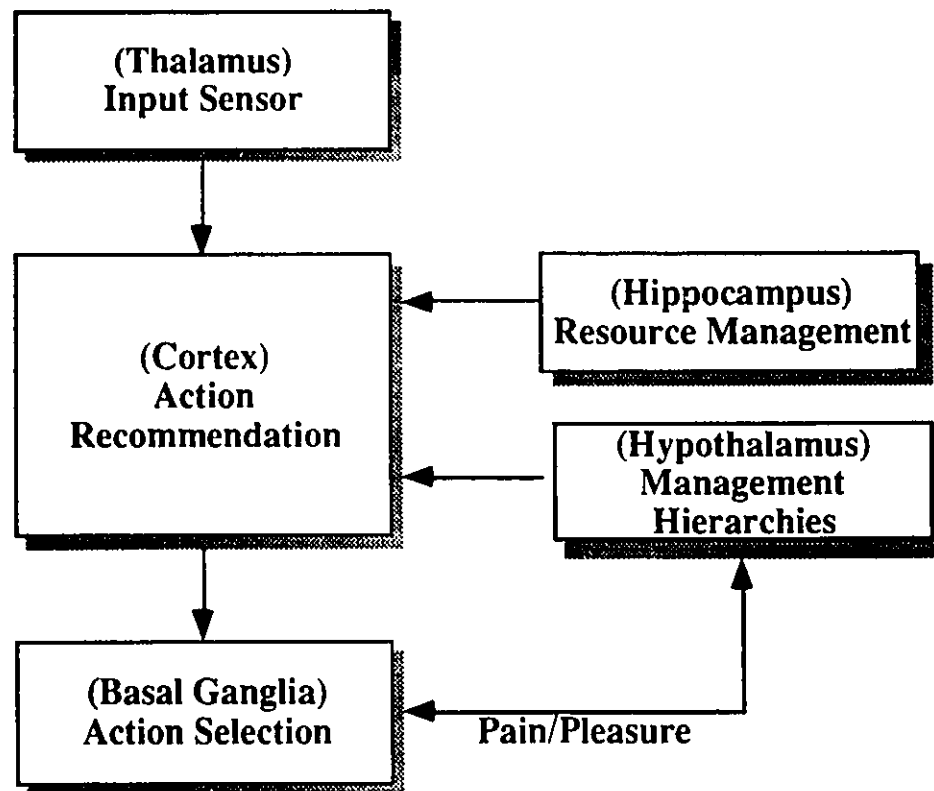 (Thalamus)
Input Sensor
(Cortex)
Action
Recommendation
(Hippocampus)
Resource Management
(Hypothalamus)
Management
Hierarchies
(Basal Ganglia)
Action Selection
Pain/Pleasure